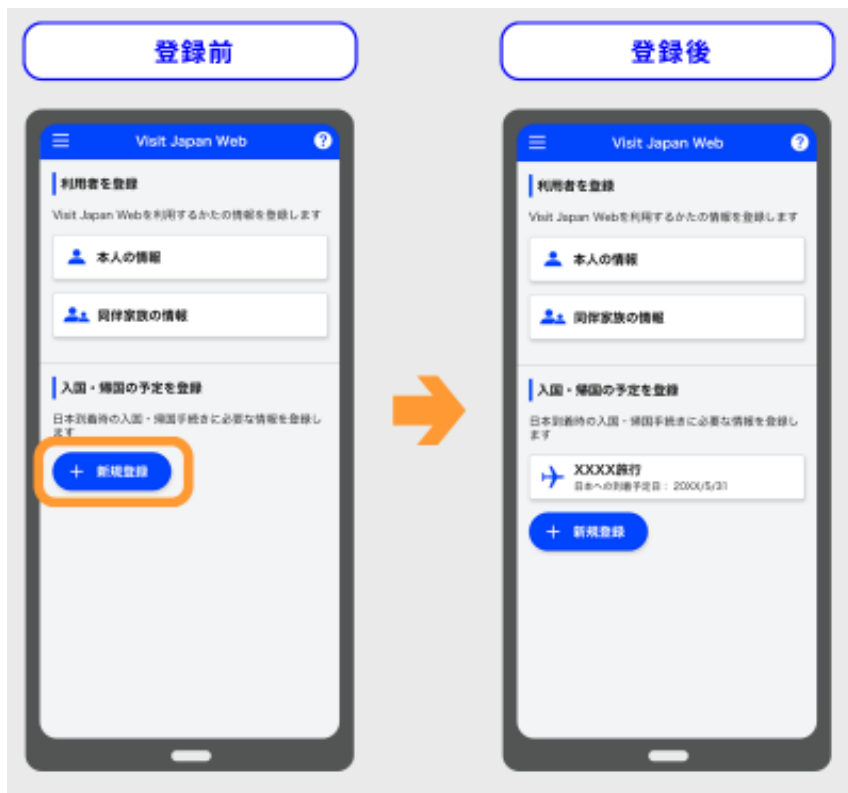 登録前
Visit Japan Web
?
利用者を登録
Visit Japan Webを利用するかたの情報を登録します
本人の情報
同伴家族の情報
入国・帰国の予定を登録
日本到着時の入国・帰国手続きに必要な情報を登録し
ます
+ 新規登録
登録後
Visit Japan Web
?
利用者を登録
Visit Japan Webを利用するかたの情報を登録します
本人の情報
同伴家族の情報
入国・帰国の予定を登録
日本到着時の入国・帰国手続きに必要な情報を登録し
ます
XXXX旅行
日本への到着予定日： 20XX/5/31
+ 新規登録